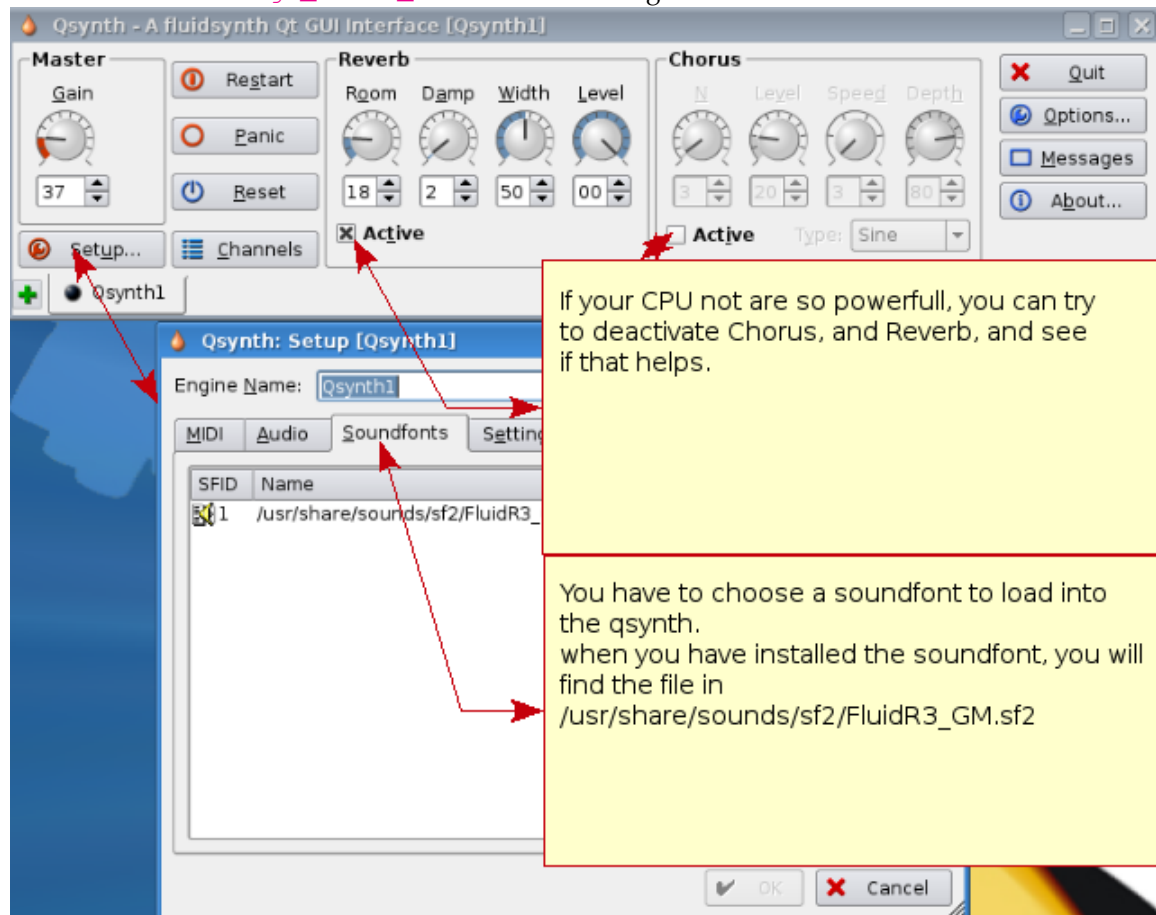 Qsynth - A fluidsynth Qt GUI Interface [Qsynth1]
Master
Gain
37
Restart
Panic
Reset
Setup...
Channels
Reverb
Room Damp Width Level
18 2 50 00
Active
Chorus
N Level Speed Depth
3 20 3 80
Active Type: Sine
Quit
Options...
Messages
About...
Qsynth1
If your CPU not are so powerfull, you can try
to deactivate Chorus, and Reverb, and see
if that helps.
Qsynth: Setup [Qsynth1]
Engine Name: Qsynth1
MIDI Audio Soundfonts
SFID Name
1 /usr/share/sounds/sf2/FluidR3_
You have to choose a soundfont to load into
the qsynth.
when you have installed the soundfont, you will
find the file in
/usr/share/sounds/sf2/FluidR3_GM.sf2
OK Cancel